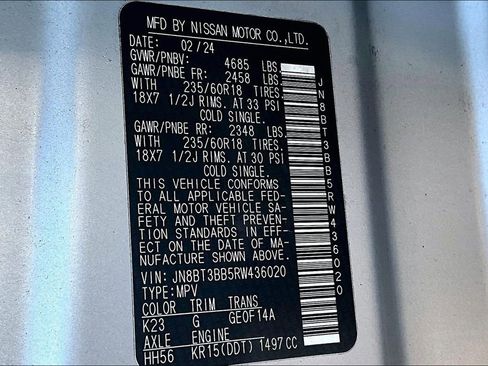 MFD BY NISSAN MOTOR CO.,LTD.
DATE: 02/24
GVWR/PNBV: 4685 LBS
GAWR/PNBE FR: 2458 LBS
WITH 235/60R18 TIRES.
18X7 1/2J RIMS. AT 33 PSI
COLD SINGLE.
GAWR/PNBE RR: 2348 LBS.
WITH 235/60R18 TIRES.
18X7 1/2J RIMS. AT 30 PSI
COLD SINGLE.
THIS VEHICLE CONFORMS
TO ALL APPLICABLE FED-
ERAL MOTOR VEHICLE SA-
FETY AND THEFT PREVEN-
TION STANDARDS IN EFF-
ECT ON THE DATE OF MA-
NUFACTURE SHOWN ABOVE.
VIN: JN8BT3BB5RW436020
TYPE: MPV
COLOR TRIM TRANS
K23 G GEOF14A
AXLE ENGINE
HH56 KR15(DDT) 1497CC
JN8BT3BB5RW436020